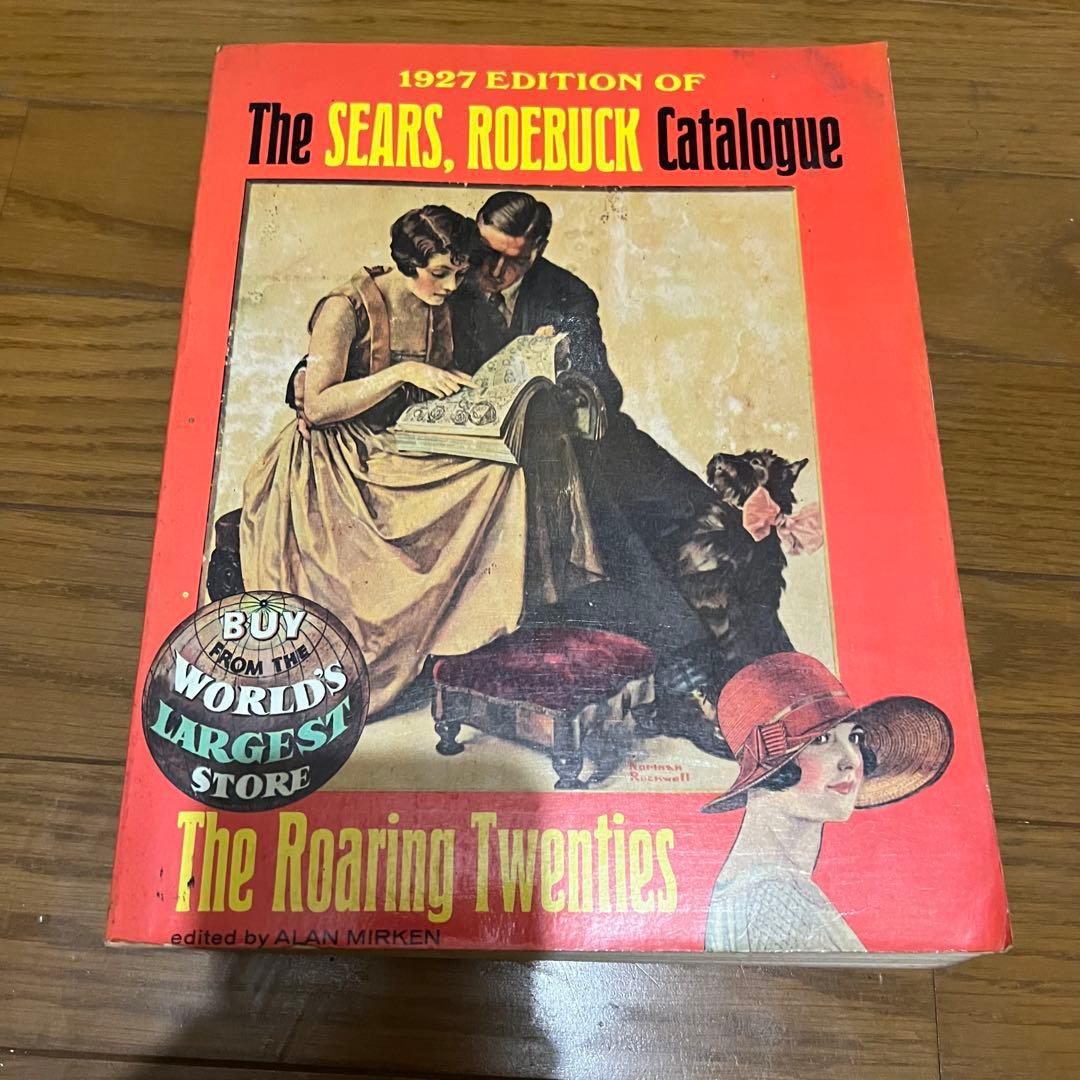 1927 EDITION OF
The SEARS, ROEBUCK Catalogue
Norman
Rockwell
BUY
FROM THE
WORLD'S
LARGEST
STORE
The Roaring Twenties
edited by ALAN MIRKEN